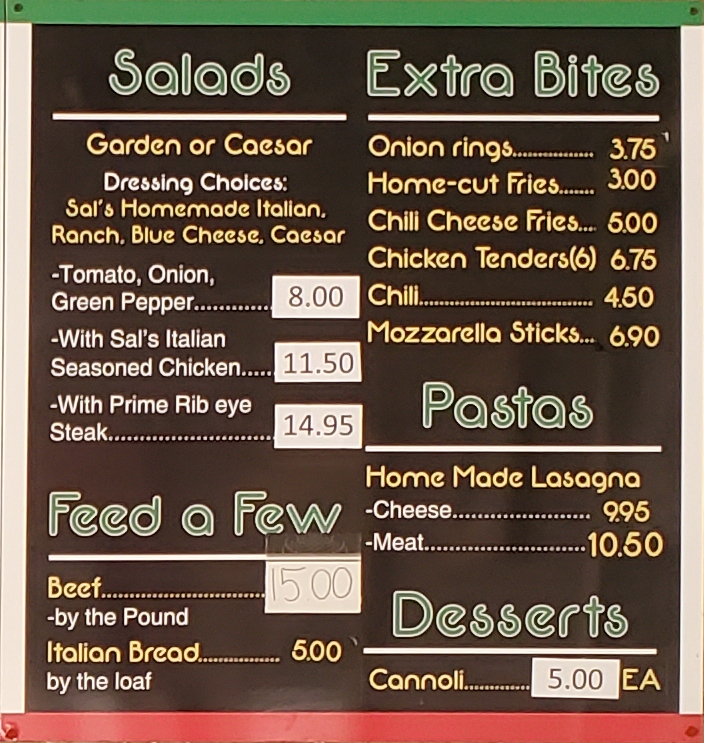 Salads
Garden or Caesar
Dressing Choices:
Sal's Homemade Italian,
Ranch, Blue Cheese, Caesar
-Tomato, Onion,
Green Pepper............. 8.00
-With Sal's Italian
Seasoned Chicken..... 11.50
-With Prime Rib eye
Steak............................ 14.95
Feed a Few
Beef............................ 15 00
-by the Pound
Italian Bread............... 5.00
by the loaf
Extra Bites
Onion rings............... 3.75
Home-cut Fries....... 3.00
Chili Cheese Fries... 6.00
Chicken Tenders(6) 6.75
Chili................................ 4.50
Mozzarella Sticks... 6.90
Pastas
Home Made Lasagna
-Cheese....................... 9.95
-Meat...........................10.50
Desserts
Cannoli............ 5.00 EA